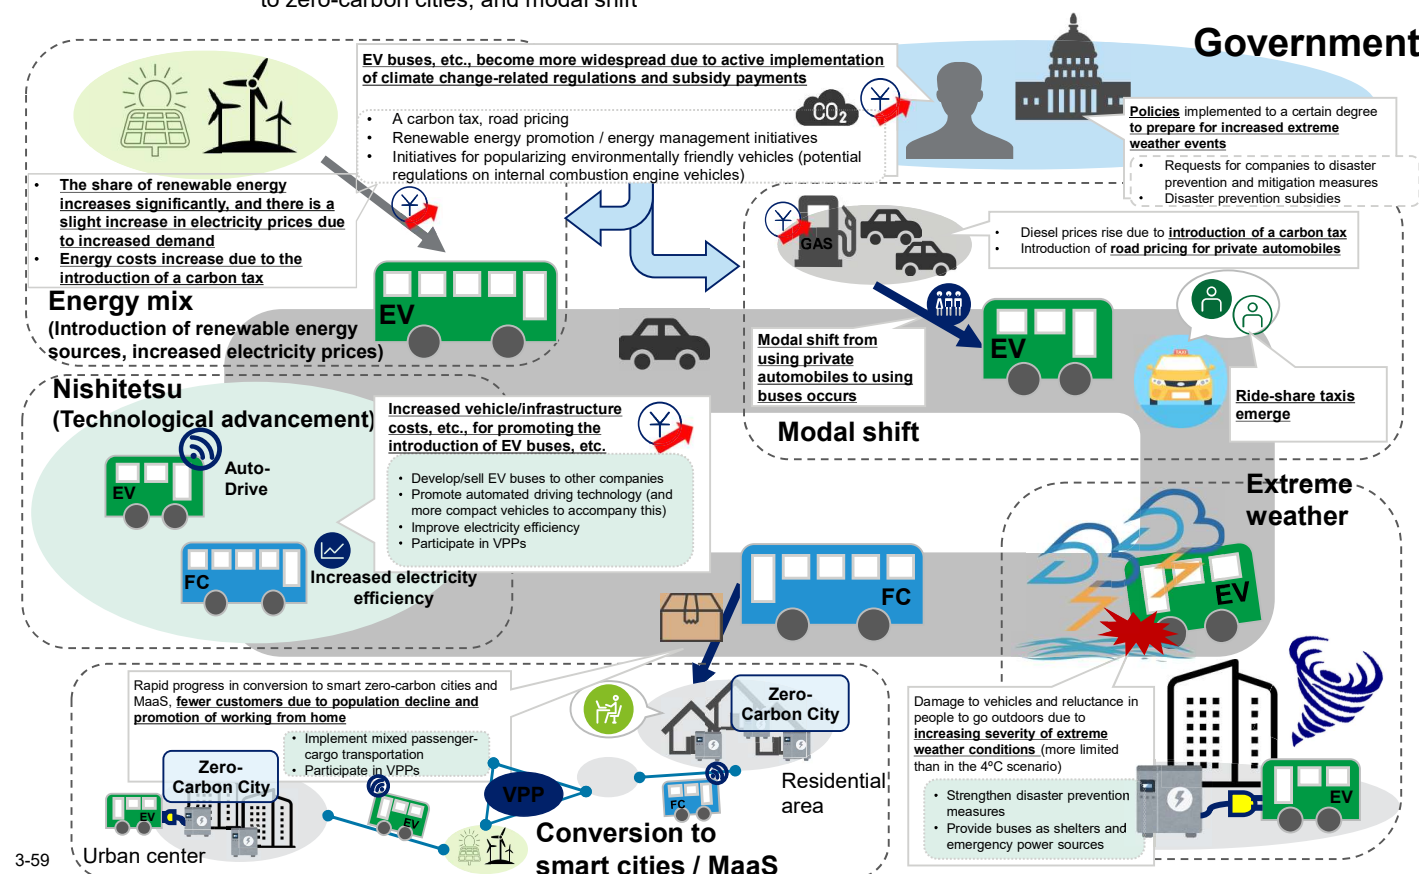 to zero-carbon cities, and modal shift
Government
EV buses, etc., become more widespread due to active implementation
of climate change-related regulations and subsidy payments
• A carbon tax, road pricing
• Renewable energy promotion / energy management initiatives
• Initiatives for popularizing environmentally friendly vehicles (potential
regulations on internal combustion engine vehicles)
CO2
¥
Policies implemented to a certain degree
to prepare for increased extreme
weather events
• Requests for companies to disaster
prevention and mitigation measures
• Disaster prevention subsidies
• The share of renewable energy
increases significantly, and there is a
slight increase in electricity prices due
to increased demand
• Energy costs increase due to the
introduction of a carbon tax
¥
Energy mix
(Introduction of renewable energy
sources, increased electricity prices)
EV
¥
GAS
• Diesel prices rise due to introduction of a carbon tax
• Introduction of road pricing for private automobiles
Modal shift from
using private
automobiles to using
buses occurs
EV
TAXI
Ride-share taxis
emerge
Modal shift
Nishitetsu
(Technological advancement)
EV
Auto-
Drive
FC
Increased electricity
efficiency
Increased vehicle/infrastructure
costs, etc., for promoting the
introduction of EV buses, etc.
¥
• Develop/sell EV buses to other companies
• Promote automated driving technology (and
more compact vehicles to accompany this)
• Improve electricity efficiency
• Participate in VPPs
FC
Extreme
weather
EV
Damage to vehicles and reluctance in
people to go outdoors due to
increasing severity of extreme
weather conditions (more limited
than in the 4ºC scenario)
• Strengthen disaster prevention
measures
• Provide buses as shelters and
emergency power sources
EV
Rapid progress in conversion to smart zero-carbon cities and
MaaS, fewer customers due to population decline and
promotion of working from home
• Implement mixed passenger-
cargo transportation
• Participate in VPPs
Zero-
Carbon City
EV
Urban center
EV
VPP
FC
Zero-
Carbon City
Residential
area
Conversion to
smart cities / MaaS
3-59